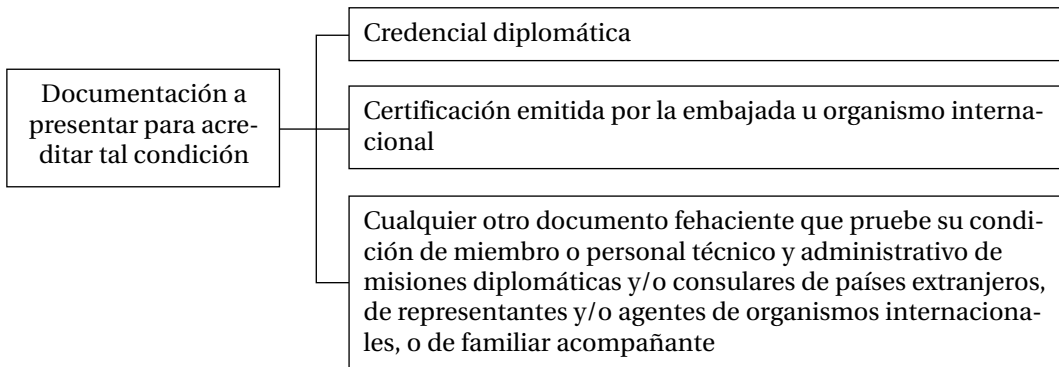 Documentación a
presentar para acre-
ditar tal condición
Credencial diplomática
Certificación emitida por la embajada u organismo interna-
cional
Cualquier otro documento fehaciente que pruebe su condi-
ción de miembro o personal técnico y administrativo de
misiones diplomáticas y/o consulares de países extranjeros,
de representantes y/o agentes de organismos internaciona-
les, o de familiar acompañante